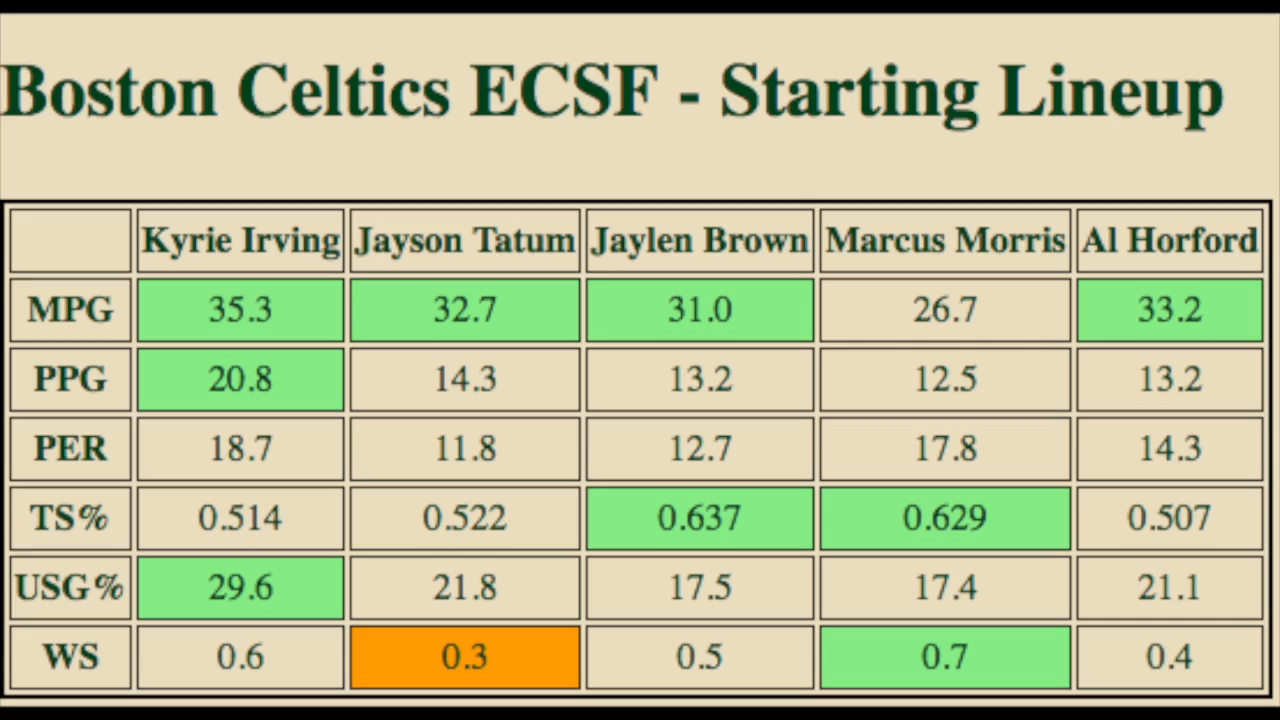 Boston Celtics ECSF - Starting Lineup
Kyrie Irving Jayson Tatum Jaylen Brown Marcus Morris Al Horford
MPG 35.3 32.7 31.0 26.7 33.2
PPG 20.8 14.3 13.2 12.5 13.2
PER 18.7 11.8 12.7 17.8 14.3
TS% 0.514 0.522 0.637 0.629 0.507
USG% 29.6 21.8 17.5 17.4 21.1
WS 0.6 0.3 0.5 0.7 0.4